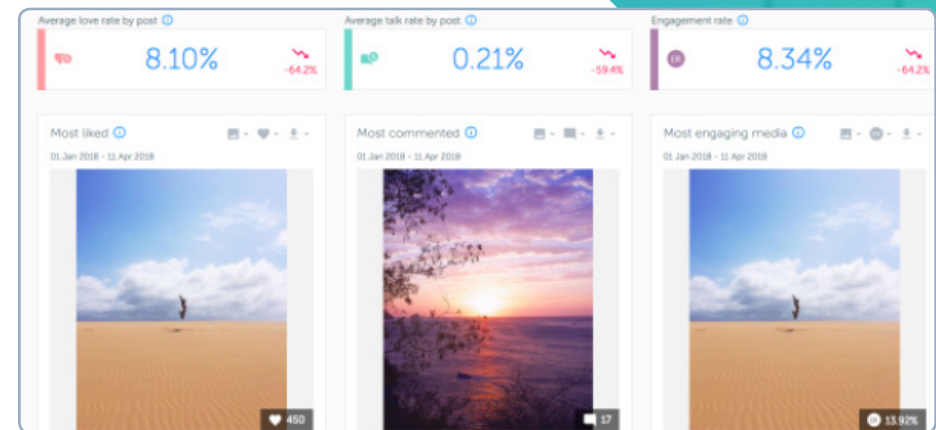 Average love rate by post
Average talk rate by post
Engagement rate
8.10%
-64.2%
0.21%
-59.4%
ER
8.34%
-64.2%
Most liked
01 Jan 2018 - 11 Apr 2018
Most commented
01 Jan 2018 - 11 Apr 2018
Most engaging media
01 Jan 2018 - 11 Apr 2018
450
17
13.92%